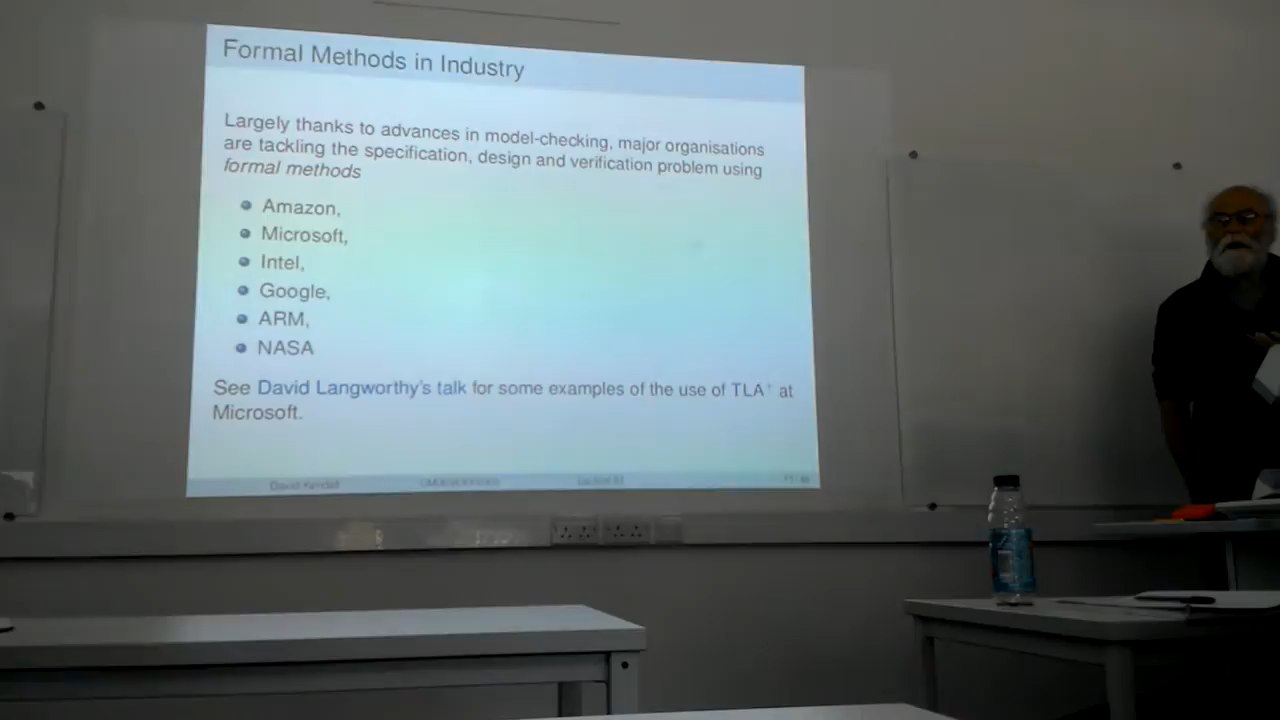 Formal Methods in Industry
Largely thanks to advances in model-checking, major organisations
are tackling the specification, design and verification problem using
formal methods
Amazon,
Microsoft,
Intel,
Google,
ARM,
NASA
See David Langworthy's talk for some examples of the use of TLA+ at
Microsoft.
David Kendall